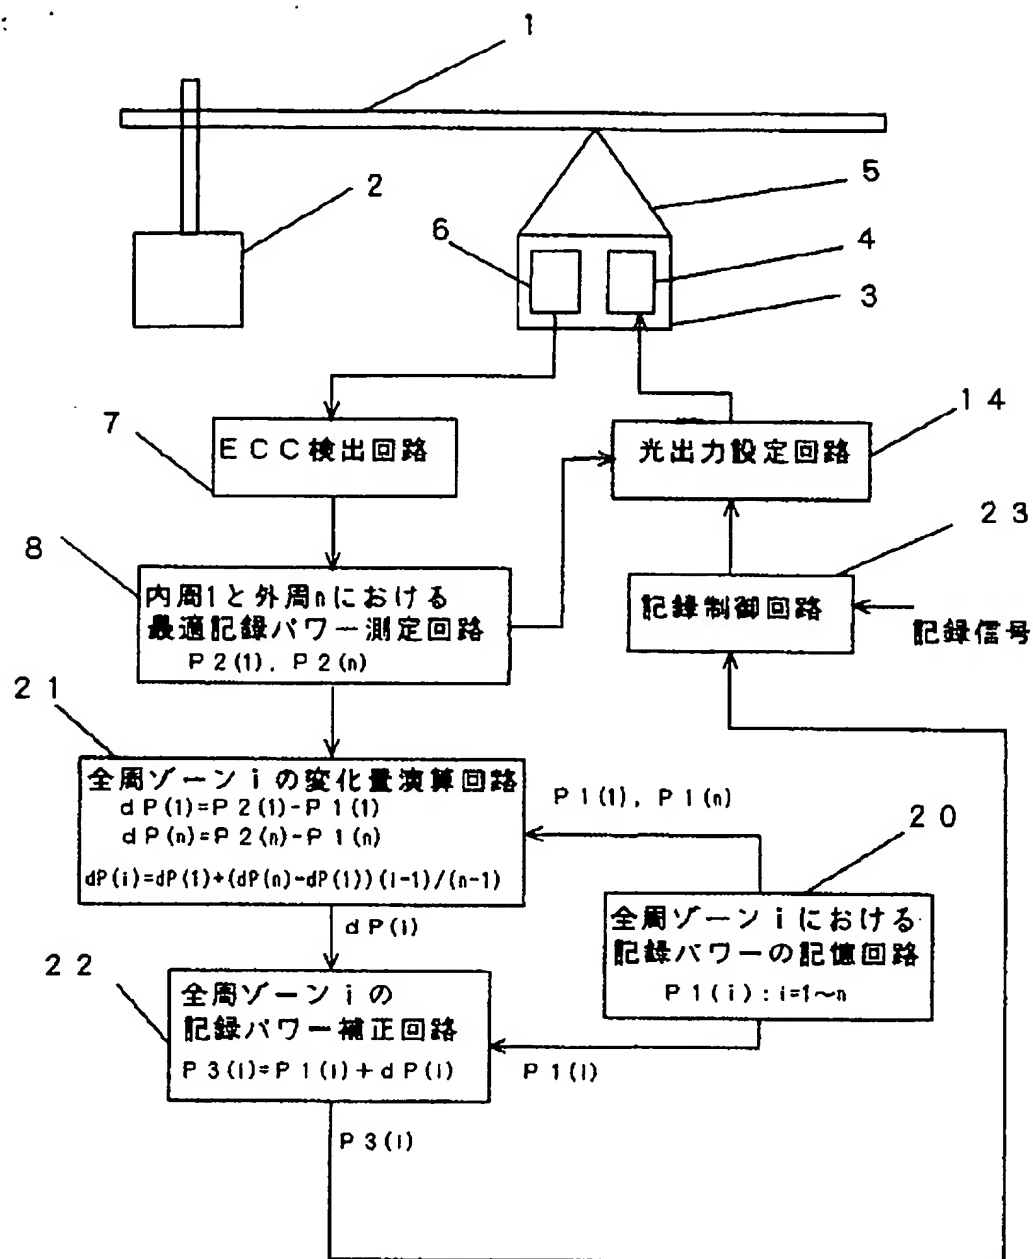 1
2
5
6
4
3
7
ECC検出回路
光出力設定回路
14
8
内周1と外周nにおける
最適記録パワー測定回路
P2(1), P2(n)
23
記録制御回路
記録信号
21
全周ゾーンiの変化量演算回路
dP(1)=P2(1)-P1(1)
dP(n)=P2(n)-P1(n)
dP(i)=dP(1)+(dP(n)-dP(1))(i-1)/(n-1)
P1(1), P1(n)
20
全周ゾーンiにおける
記録パワーの記憶回路
P1(i):i=1~n
dP(i)
22
全周ゾーンiの
記録パワー補正回路
P3(i)=P1(i)+dP(i)
P1(i)
P3(i)